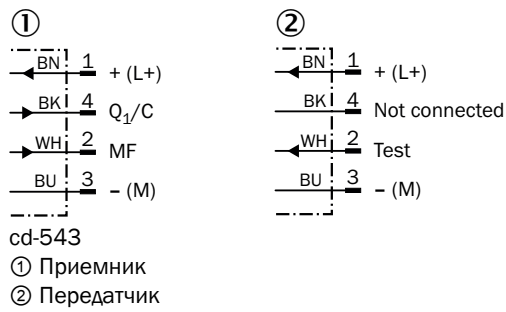 ①
BN 1 + (L+)
BK 4 Q1/C
WH 2 MF
BU 3 – (M)
②
BN 1 + (L+)
BK 4 Not connected
WH 2 Test
BU 3 – (M)
cd-543
① Приемник
② Передатчик